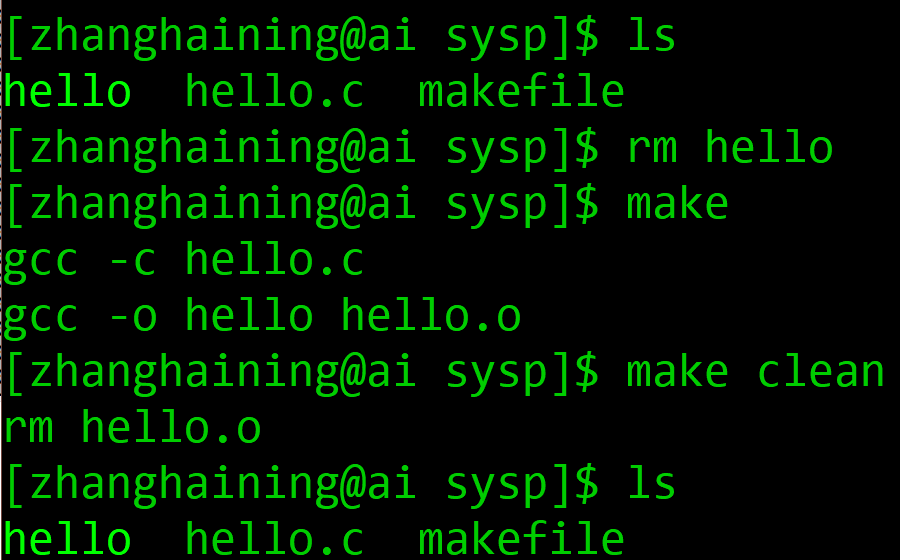 [zhanghaining@ai sysp]$ ls
hello  hello.c  makefile
[zhanghaining@ai sysp]$ rm hello
[zhanghaining@ai sysp]$ make
gcc -c hello.c
gcc -o hello hello.o
[zhanghaining@ai sysp]$ make clean
rm hello.o
[zhanghaining@ai sysp]$ ls
hello  hello.c  makefile